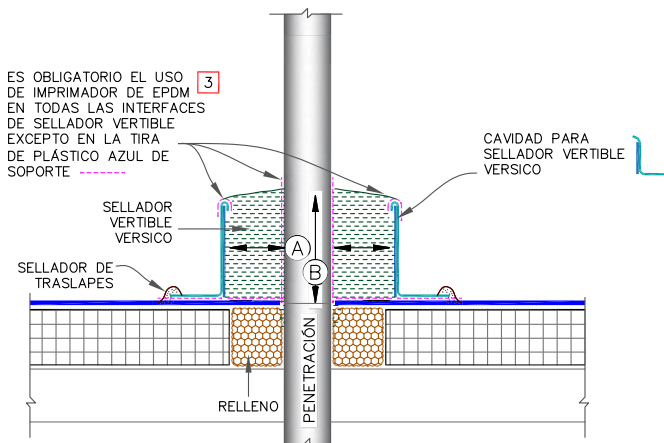 ES OBLIGATORIO EL USO
DE IMPRIMADOR DE EPDM
EN TODAS LAS INTERFACES
DE SELLADOR VERTIBLE
EXCEPTO EN LA TIRA
DE PLÁSTICO AZUL DE
SOPORTE
3
CAVIDAD PARA
SELLADOR VERTIBLE
VERSICO
SELLADOR
VERTIBLE
VERSICO
A
B
SELLADOR DE
TRASLAPES
PENETRACIÓN
RELLENO